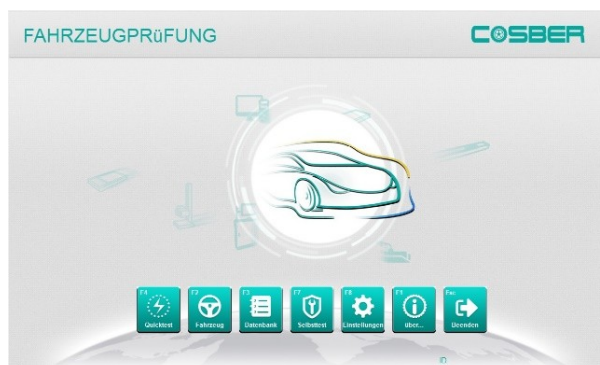 FAHRZEUGPRüFUNG
COSBER
F4 F2 F3 F7 F8 F1 Esc
Quicktest Fahrzeug Datenbank Selbsttest Einstellungen über... Beenden